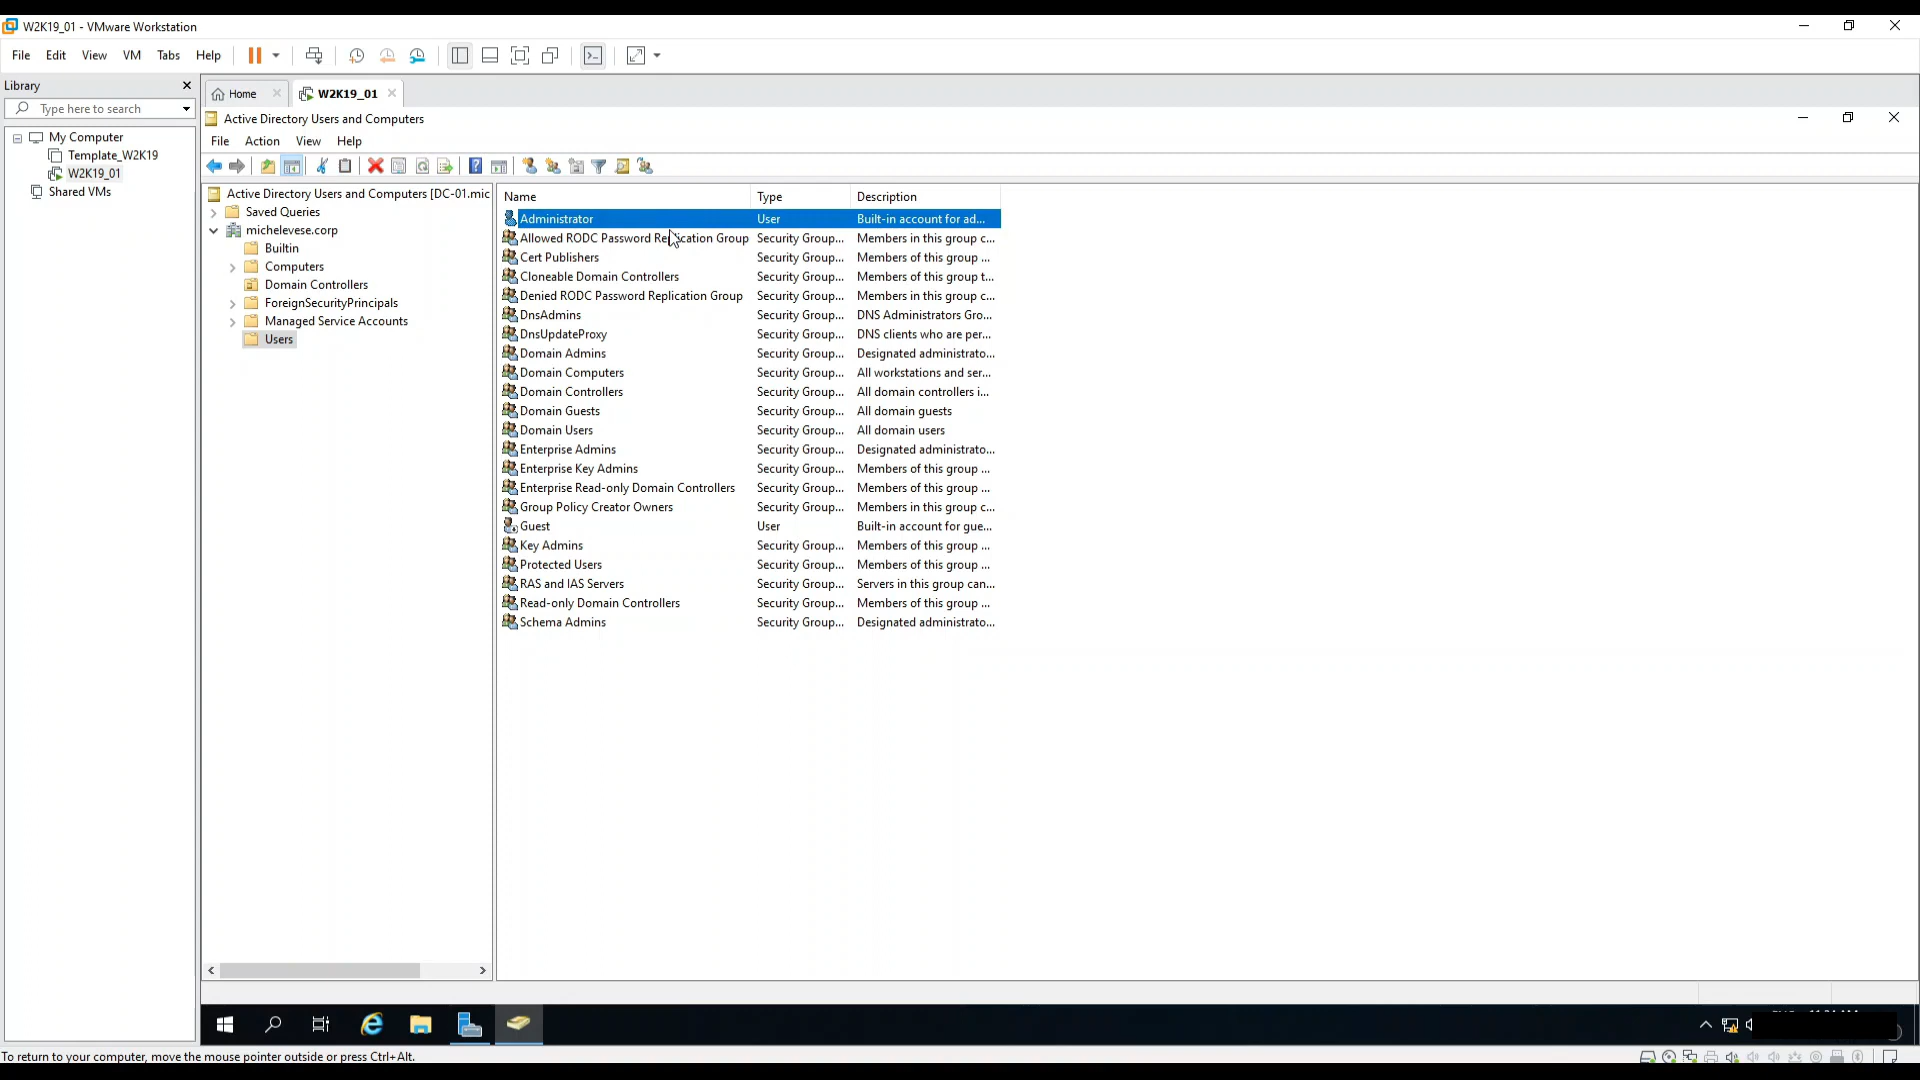 W2K19_01 - VMware Workstation
File Edit View VM Tabs Help
Library
Type here to search
My Computer
Template_W2K19
W2K19_01
Shared VMs
Home W2K19_01
Active Directory Users and Computers
File Action View Help
Active Directory Users and Computers [DC-01.mic
Saved Queries
michelevese.corp
Builtin
Computers
Domain Controllers
ForeignSecurityPrincipals
Managed Service Accounts
Users
Name Type Description
Administrator User Built-in account for ad...
Allowed RODC Password Replication Group Security Group... Members in this group c...
Cert Publishers Security Group... Members of this group ...
Cloneable Domain Controllers Security Group... Members of this group t...
Denied RODC Password Replication Group Security Group... Members in this group c...
DnsAdmins Security Group... DNS Administrators Gro...
DnsUpdateProxy Security Group... DNS clients who are per...
Domain Admins Security Group... Designated administrato...
Domain Computers Security Group... All workstations and ser...
Domain Controllers Security Group... All domain controllers i...
Domain Guests Security Group... All domain guests
Domain Users Security Group... All domain users
Enterprise Admins Security Group... Designated administrato...
Enterprise Key Admins Security Group... Members of this group ...
Enterprise Read-only Domain Controllers Security Group... Members of this group ...
Group Policy Creator Owners Security Group... Members in this group c...
Guest User Built-in account for gue...
Key Admins Security Group... Members of this group ...
Protected Users Security Group... Members of this group ...
RAS and IAS Servers Security Group... Servers in this group can...
Read-only Domain Controllers Security Group... Members of this group ...
Schema Admins Security Group... Designated administrato...
To return to your computer, move the mouse pointer outside or press Ctrl+Alt.